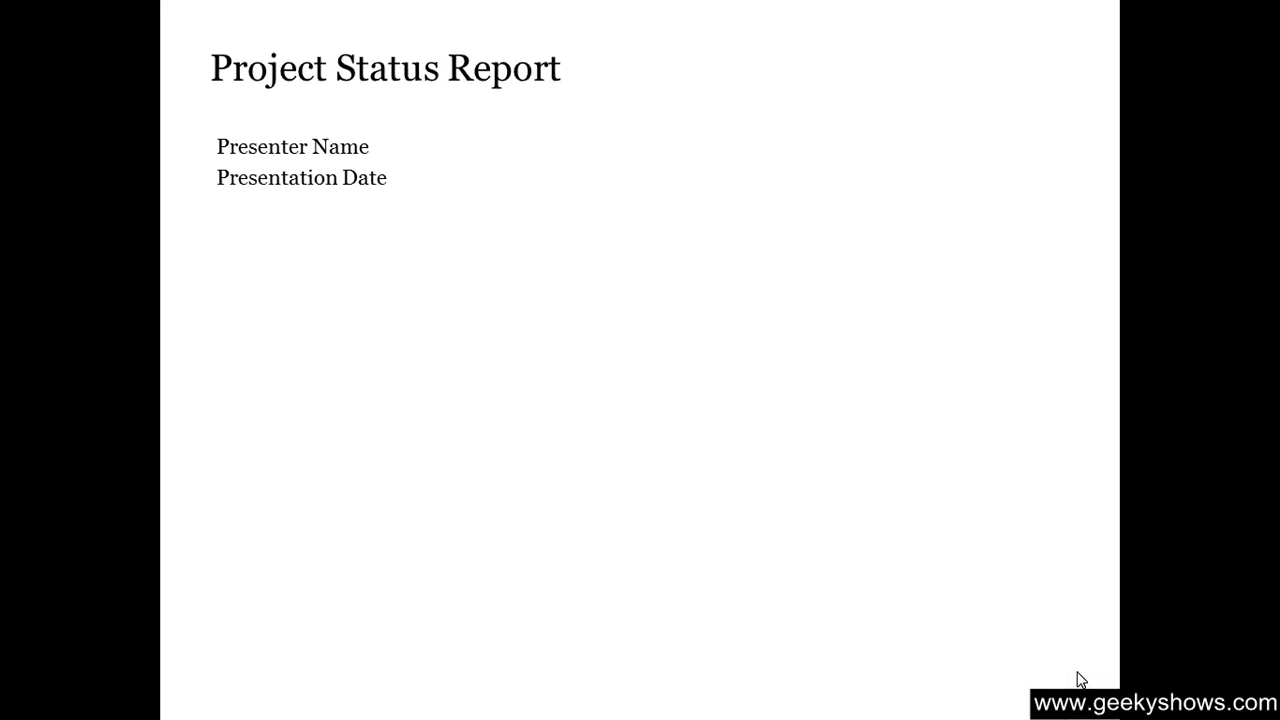 Project Status Report
Presenter Name
Presentation Date
www.geekyshows.com